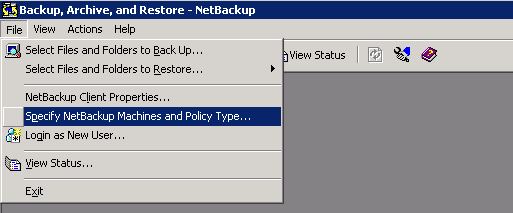 Backup, Archive, and Restore - NetBackup
File View Actions Help
Select Files and Folders to Back Up...
View Status
Select Files and Folders to Restore...
NetBackup Client Properties...
Specify NetBackup Machines and Policy Type...
Login as New User...
View Status...
Exit